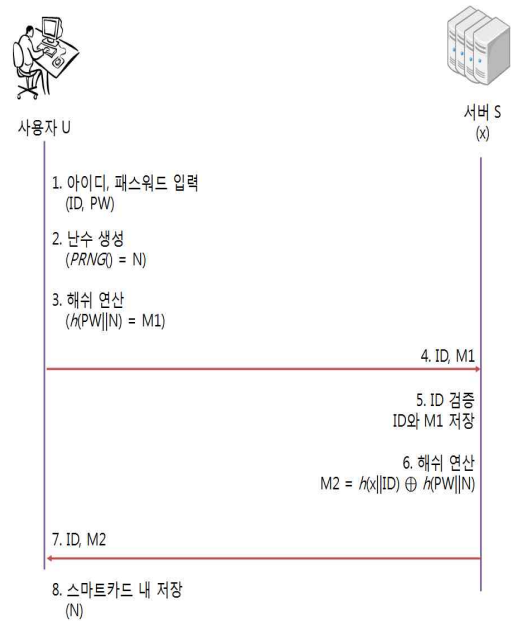 사용자 U
서버 S
(x)
1. 아이디, 패스워드 입력
(ID, PW)
2. 난수 생성
(PRNG() = N)
3. 해쉬 연산
(h(PW||N) = M1)
4. ID, M1
5. ID 검증
ID와 M1 저장
6. 해쉬 연산
M2 = h(x||ID) ⊕ h(PW||N)
7. ID, M2
8. 스마트카드 내 저장
(N)